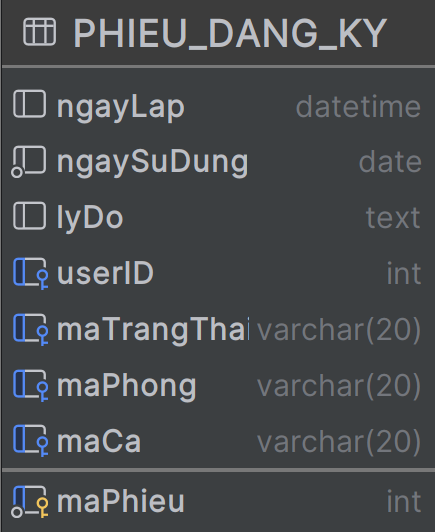 PHIEU_DANG_KY
ngayLap datetime
ngaySuDung date
lyDo text
userID int
maTrangThai varchar(20)
maPhong varchar(20)
maCa varchar(20)
maPhieu int